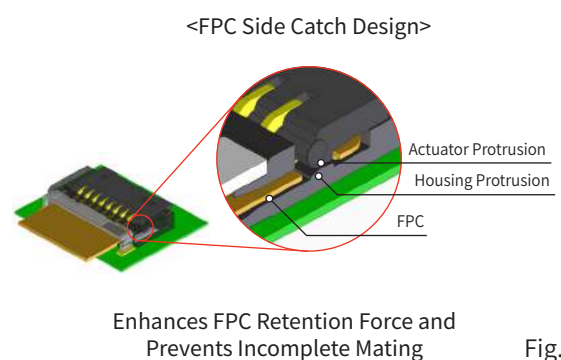 <FPC Side Catch Design>
Actuator Protrusion
Housing Protrusion
FPC
Enhances FPC Retention Force and
Prevents Incomplete Mating
Fig.